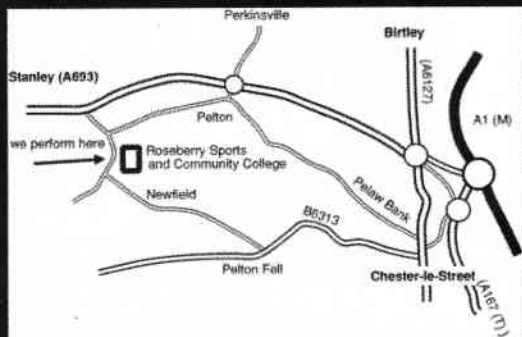 Perkinsville
Birtley
Stanley (A693)
(A6127)
A1 (M)
Pelton
we perform here
Roseberry Sports
and Community College
Newfield
Pelaw Bank
B6313
Pelton Fell
Chester-le-Street
(A167 (T))